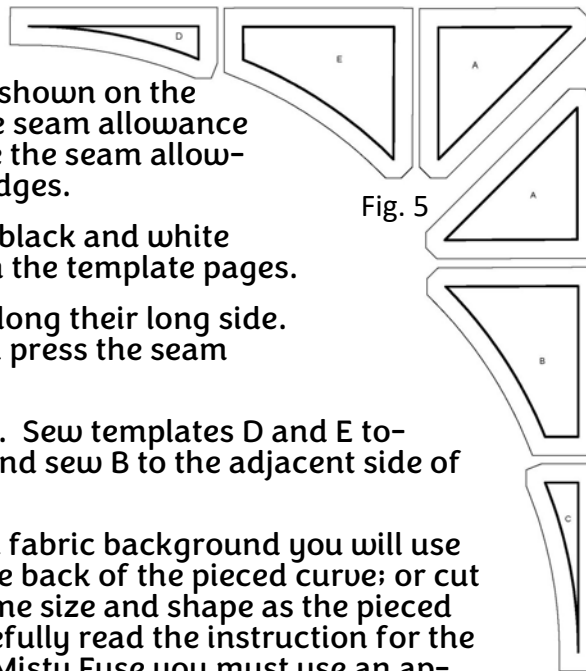 D
E
A
shown on the
e seam allowance
e the seam allow-
dges.
A
Fig. 5
black and white
the template pages.
long their long side.
press the seam
B
. Sew templates D and E to-
nd sew B to the adjacent side of
C
fabric background you will use
e back of the pieced curve; or cut
me size and shape as the pieced
efully read the instruction for the
Misty Fuse you must use an ap-